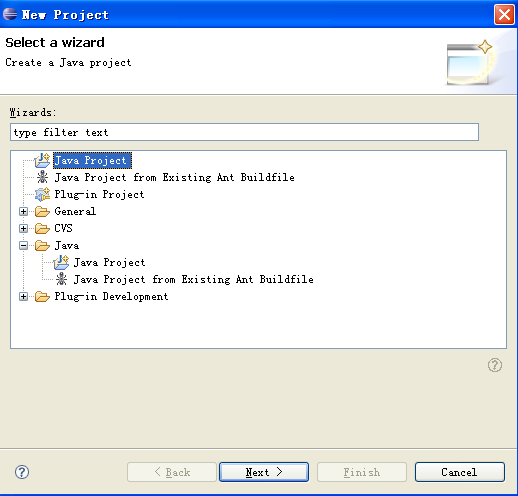 New Project
Select a wizard
Create a Java project
Wizards:
type filter text
Java Project
Java Project from Existing Ant Buildfile
Plug-in Project
General
CVS
Java
Java Project
Java Project from Existing Ant Buildfile
Plug-in Development
< Back Next > Finish Cancel